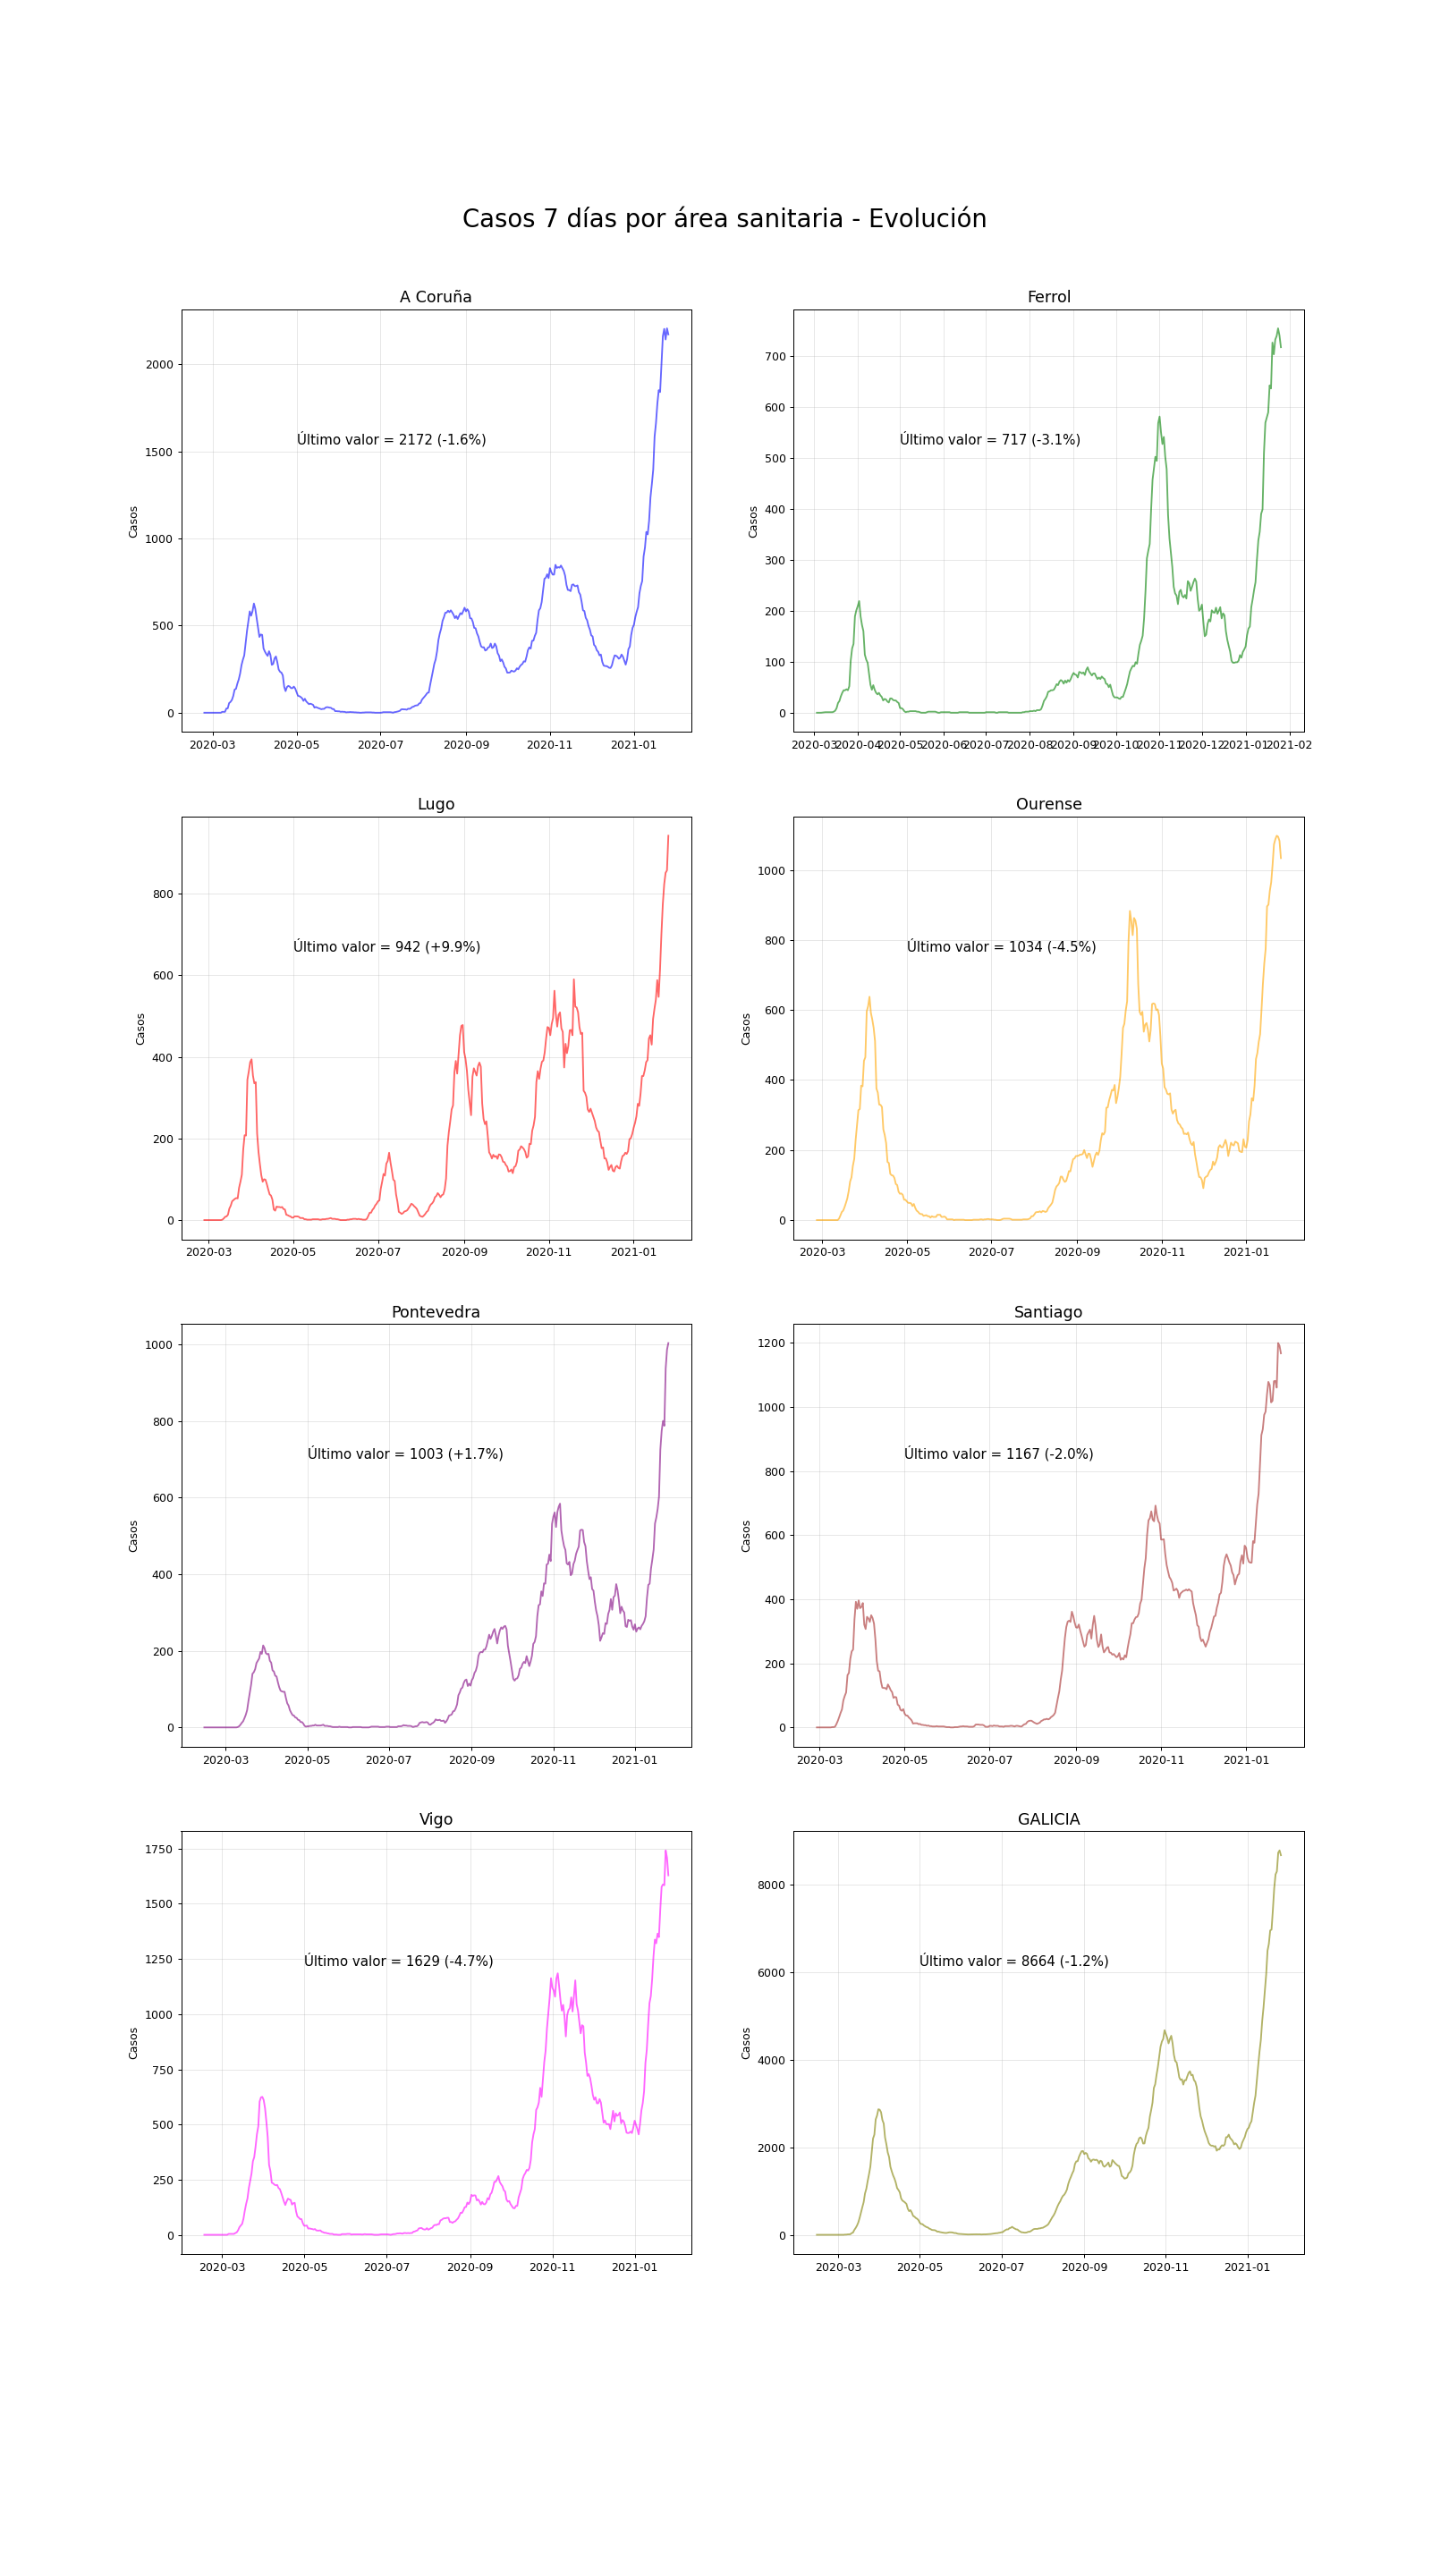 Casos 7 días por área sanitaria - Evolución
A Coruña
2000
1500
1000
500
0
Casos
Último valor = 2172 (-1.6%)
2020-03 2020-05 2020-07 2020-09 2020-11 2021-01
Ferrol
700
600
500
400
300
200
100
0
Casos
Último valor = 717 (-3.1%)
2020-03 2020-04 2020-05 2020-06 2020-07 2020-08 2020-09 2020-10 2020-11 2020-12 2021-01 2021-02
Lugo
800
600
400
200
0
Casos
Último valor = 942 (+9.9%)
2020-03 2020-05 2020-07 2020-09 2020-11 2021-01
Ourense
1000
800
600
400
200
0
Casos
Último valor = 1034 (-4.5%)
2020-03 2020-05 2020-07 2020-09 2020-11 2021-01
Pontevedra
1000
800
600
400
200
0
Casos
Último valor = 1003 (+1.7%)
2020-03 2020-05 2020-07 2020-09 2020-11 2021-01
Santiago
1200
1000
800
600
400
200
0
Casos
Último valor = 1167 (-2.0%)
2020-03 2020-05 2020-07 2020-09 2020-11 2021-01
Vigo
1750
1500
1250
1000
750
500
250
0
Casos
Último valor = 1629 (-4.7%)
2020-03 2020-05 2020-07 2020-09 2020-11 2021-01
GALICIA
8000
6000
4000
2000
0
Casos
Último valor = 8664 (-1.2%)
2020-03 2020-05 2020-07 2020-09 2020-11 2021-01